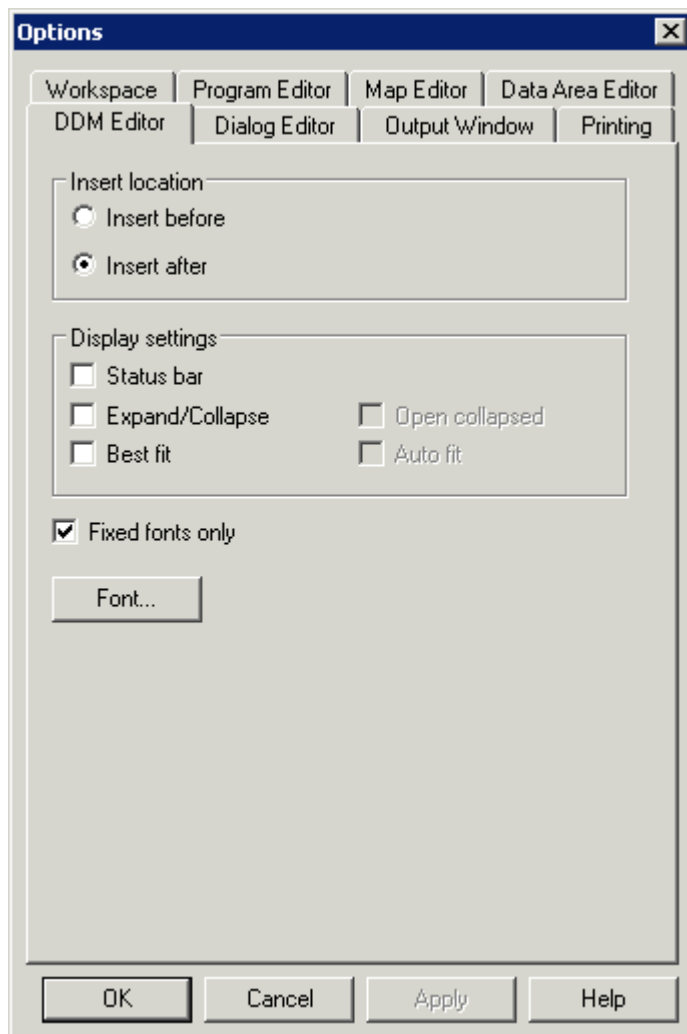 Options
Workspace Program Editor Map Editor Data Area Editor
DDM Editor Dialog Editor Output Window Printing
Insert location
Insert before
Insert after
Display settings
Status bar
Expand/Collapse Open collapsed
Best fit Auto fit
Fixed fonts only
Font...
OK Cancel Apply Help